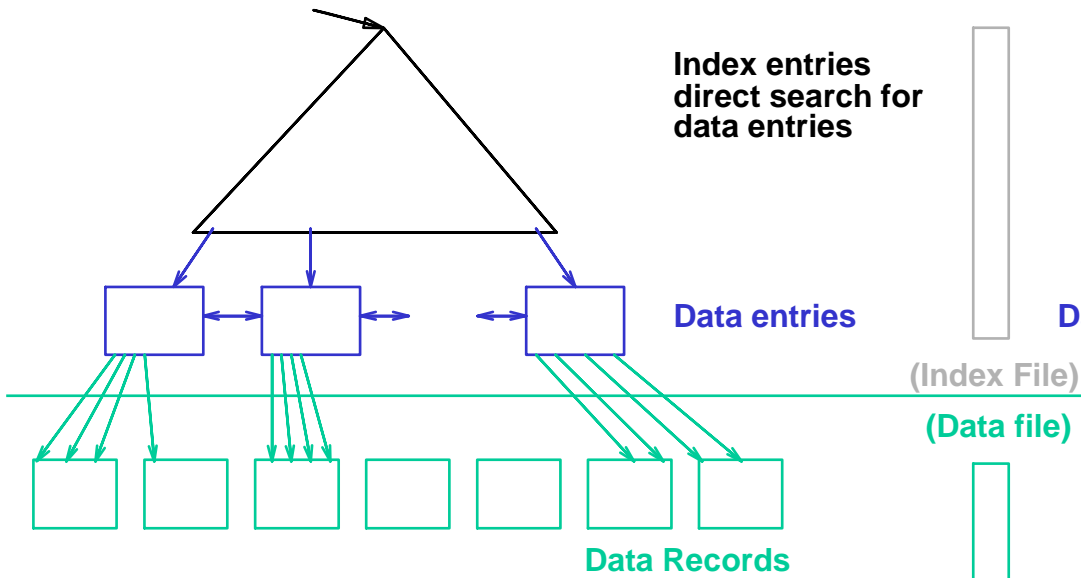 Index entries
direct search for
data entries
Data entries
D
(Index File)
(Data file)
Data Records